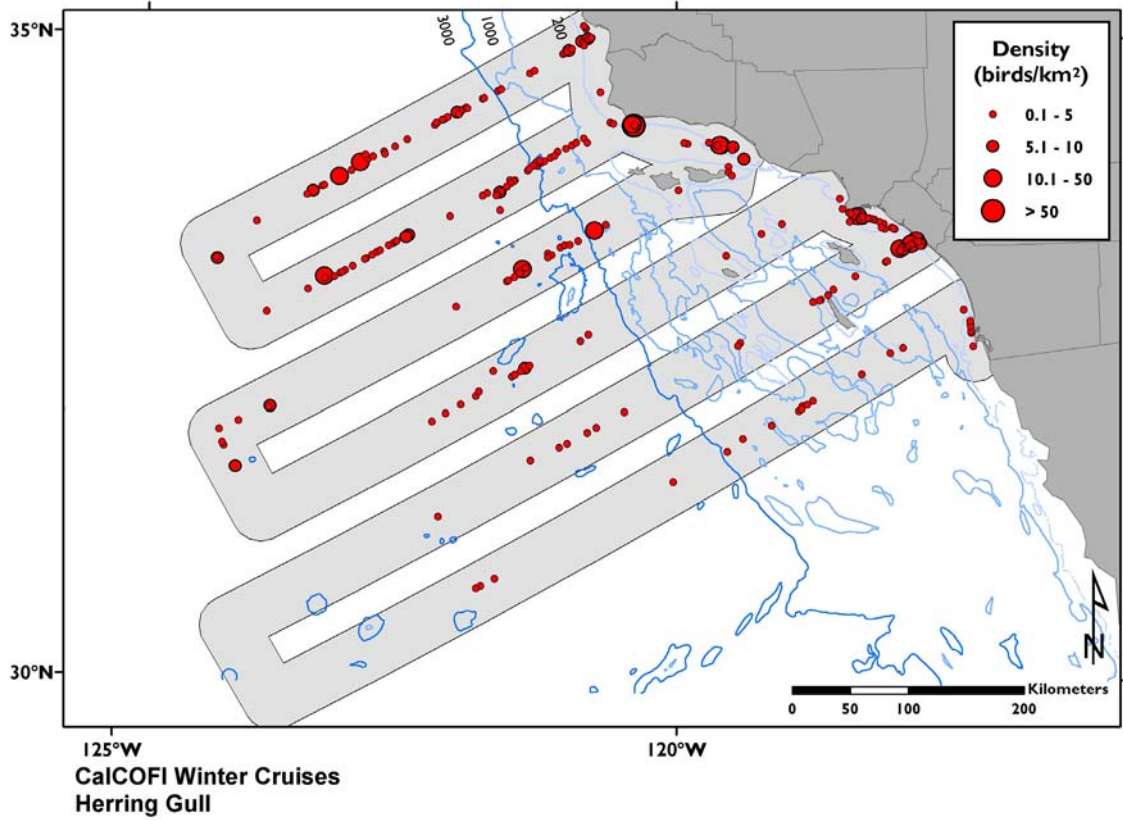 35°N
3000
1000
200
Density
(birds/km²)
0.1 - 5
5.1 - 10
10.1 - 50
> 50
30°N
N
Kilometers
0 50 100 200
125°W 120°W
CalCOFI Winter Cruises
Herring Gull